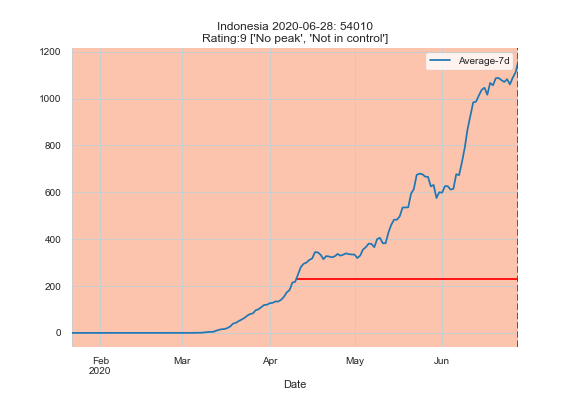 Indonesia 2020-06-28: 54010
Rating:9 ['No peak', 'Not in control']
Average-7d
1200
1000
800
600
400
200
0
Feb
2020
Mar
Apr
May
Jun
Date